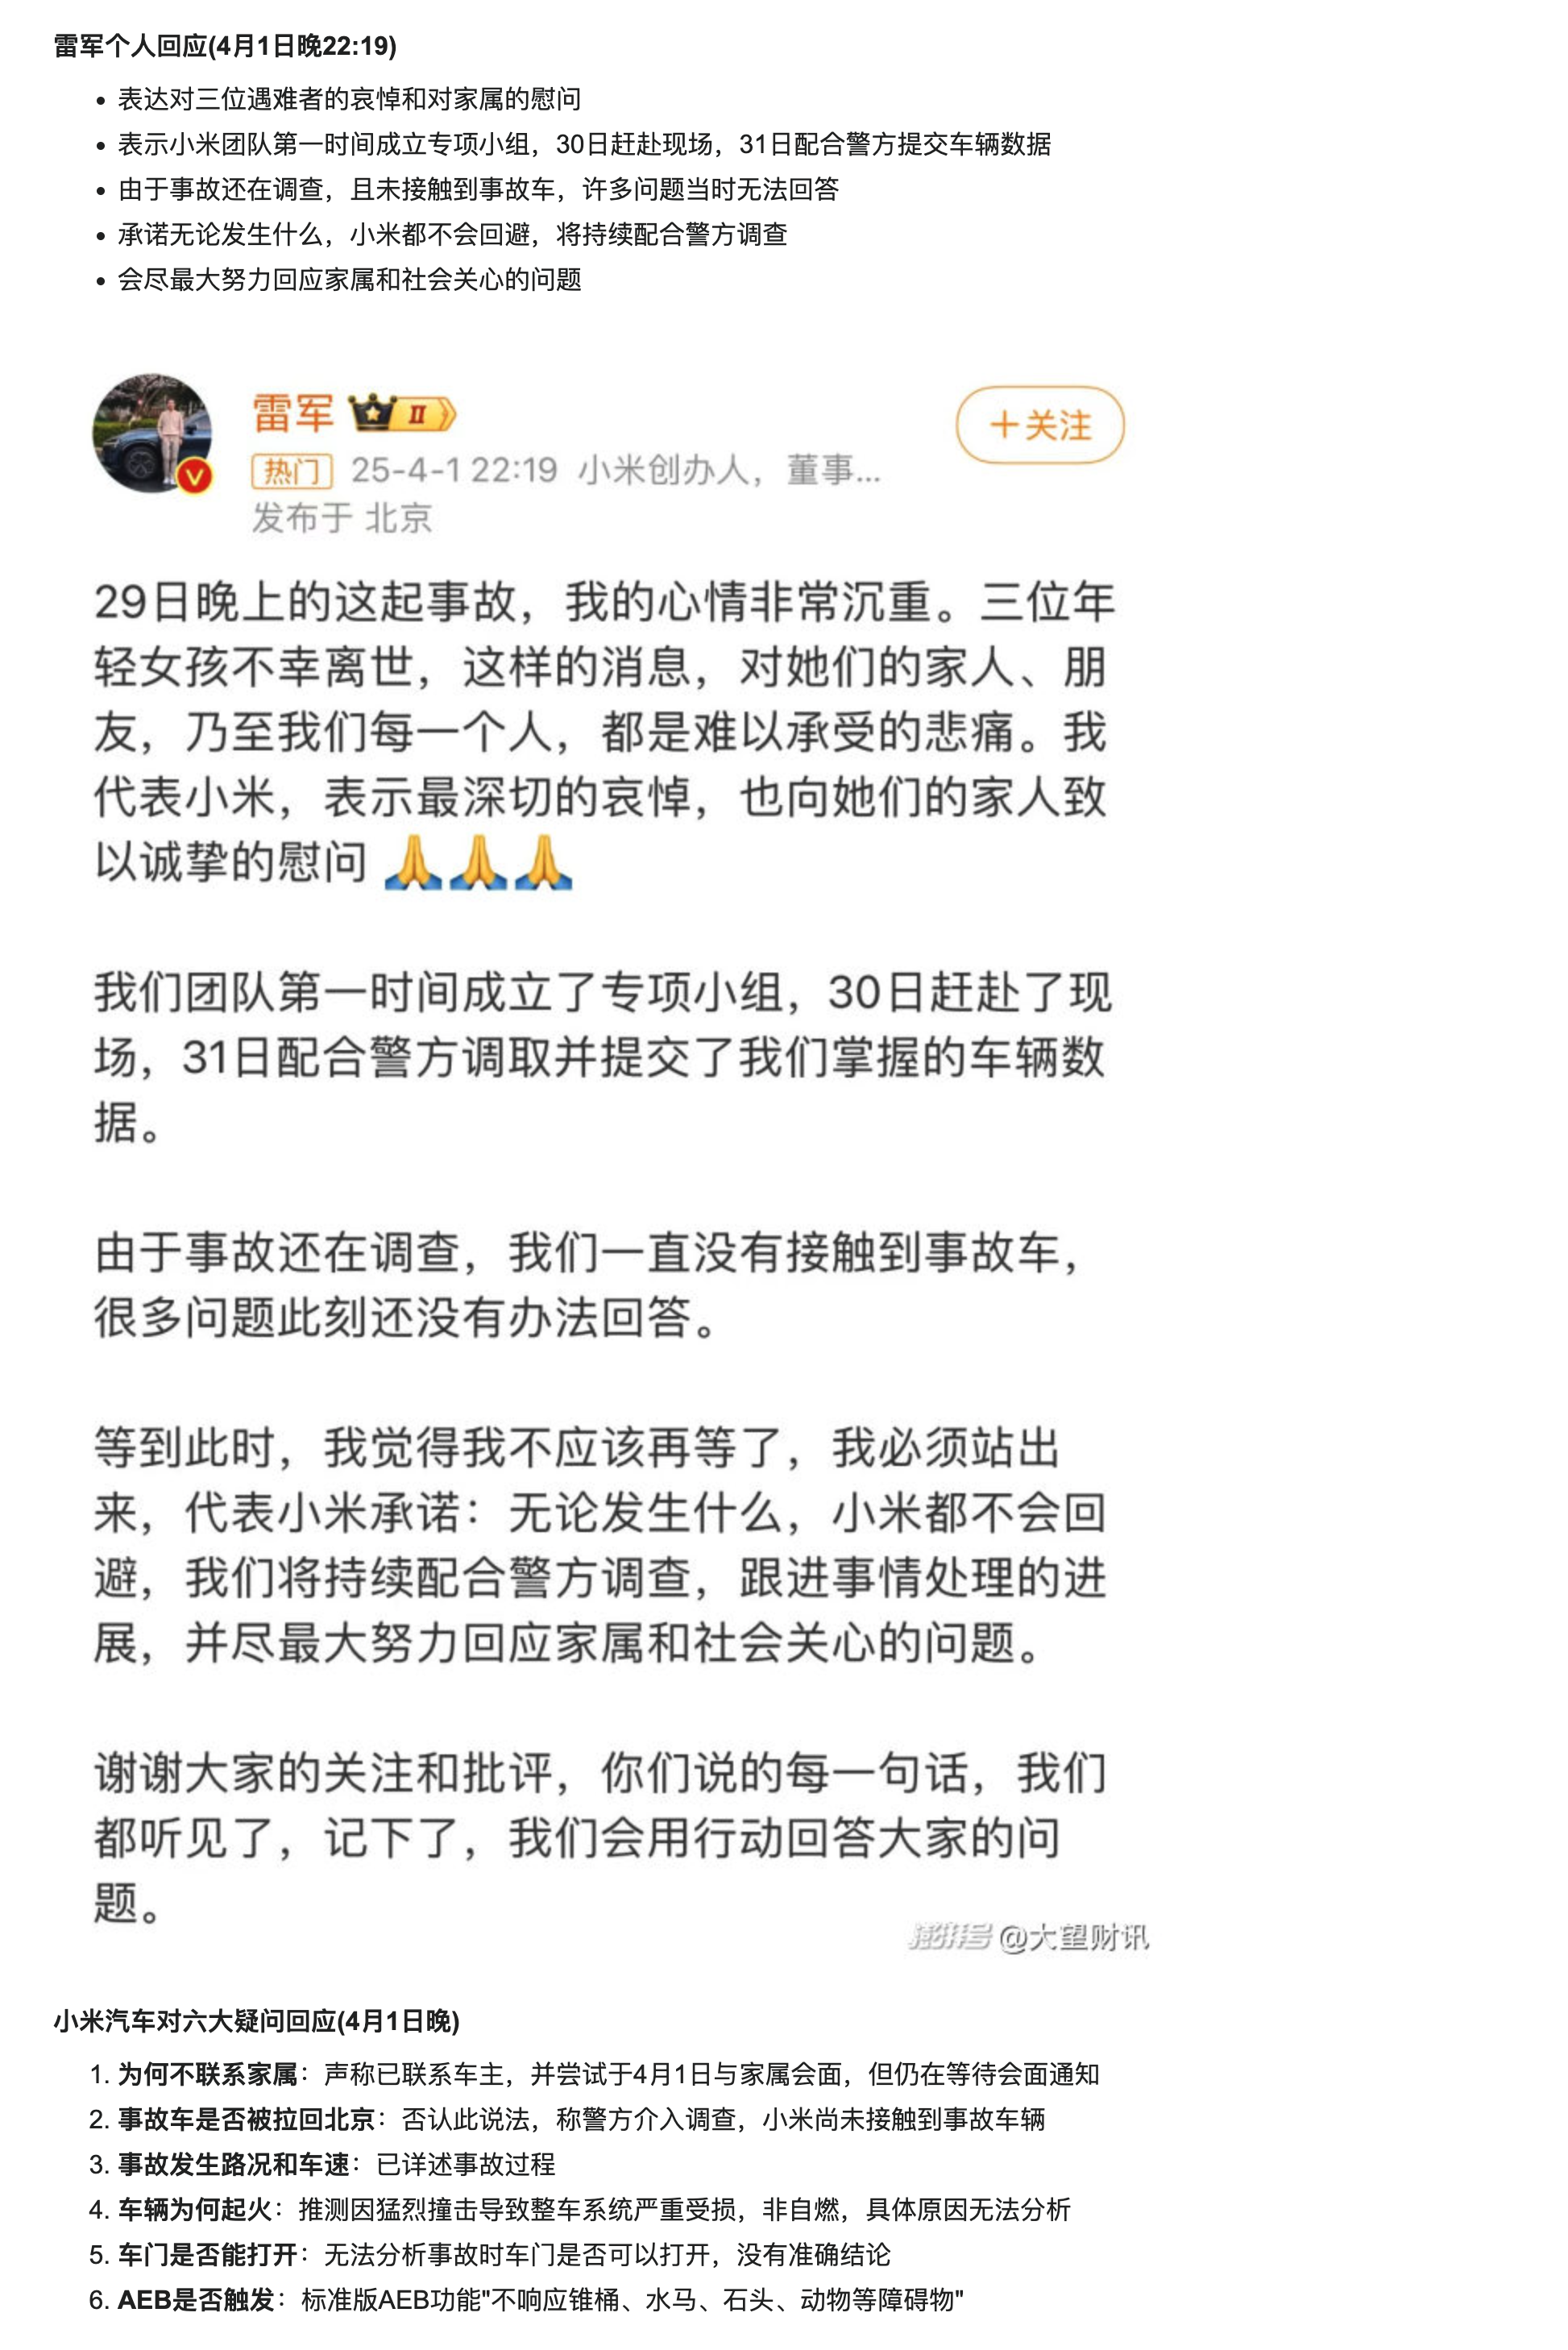 雷军个人回应(4月1日晚22:19)
• 表达对三位遇难者的哀悼和对家属的慰问
• 表示小米团队第一时间成立专项小组，30日赶赴现场，31日配合警方提交车辆数据
• 由于事故还在调查，且未接触到事故车，许多问题当时无法回答
• 承诺无论发生什么，小米都不会回避，将持续配合警方调查
• 会尽最大努力回应家属和社会关心的问题
雷军 II
+关注
热门 25-4-1 22:19 小米创办人，董事...
发布于 北京
29日晚上的这起事故，我的心情非常沉重。三位年
轻女孩不幸离世，这样的消息，对她们的家人、朋
友，乃至我们每一个人，都是难以承受的悲痛。我
代表小米，表示最深切的哀悼，也向她们的家人致
以诚挚的慰问 🙏🙏🙏
我们团队第一时间成立了专项小组，30日赶赴了现
场，31日配合警方调取并提交了我们掌握的车辆数
据。
由于事故还在调查，我们一直没有接触到事故车，
很多问题此刻还没有办法回答。
等到此时，我觉得我不应该再等了，我必须站出
来，代表小米承诺：无论发生什么，小米都不会回
避，我们将持续配合警方调查，跟进事情处理的进
展，并尽最大努力回应家属和社会关心的问题。
谢谢大家的关注和批评，你们说的每一句话，我们
都听见了，记下了，我们会用行动回答大家的问
题。
澎湃号 @大望财讯
小米汽车对六大疑问回应(4月1日晚)
1. 为何不联系家属：声称已联系车主，并尝试于4月1日与家属会面，但仍在等待会面通知
2. 事故车是否被拉回北京：否认此说法，称警方介入调查，小米尚未接触到事故车辆
3. 事故发生路况和车速：已详述事故过程
4. 车辆为何起火：推测因猛烈撞击导致整车系统严重受损，非自燃，具体原因无法分析
5. 车门是否能打开：无法分析事故时车门是否可以打开，没有准确结论
6. AEB是否触发：标准版AEB功能"不响应锥桶、水马、石头、动物等障碍物"